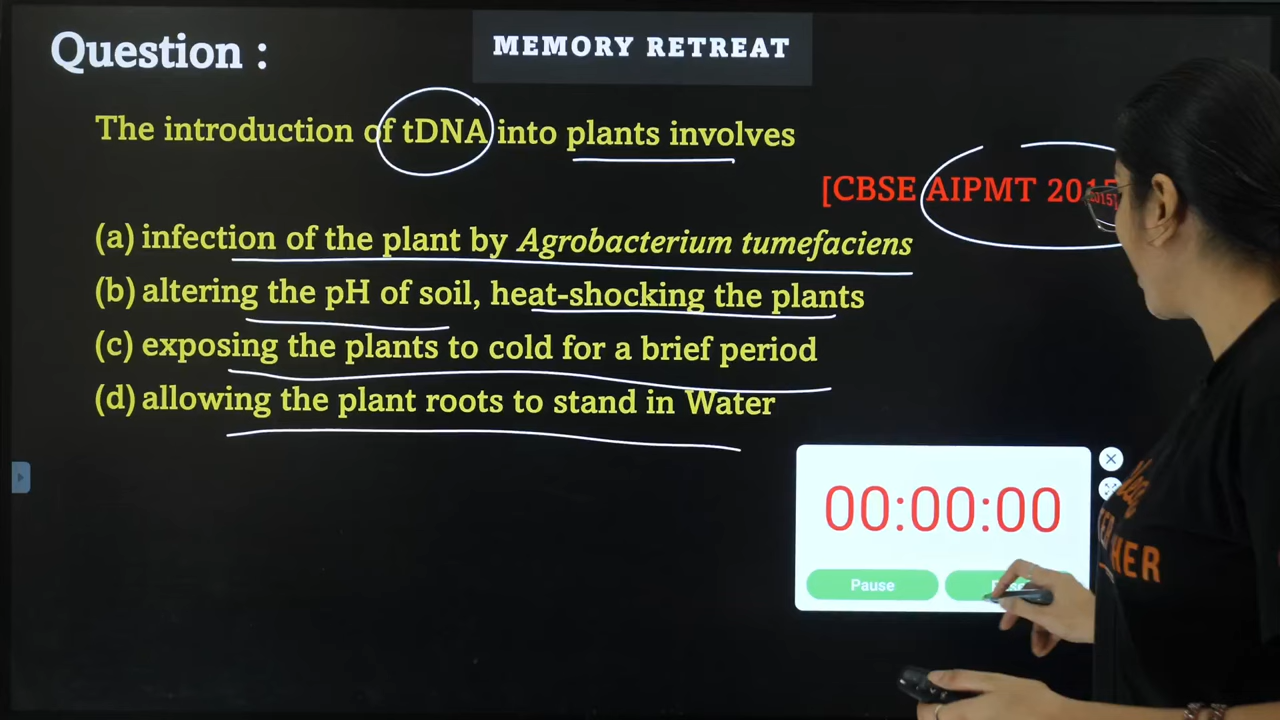 Question :
MEMORY RETREAT
The introduction of tDNA into plants involves
[CBSE AIPMT 2015]
(a) infection of the plant by Agrobacterium tumefaciens
(b) altering the pH of soil, heat-shocking the plants
(c) exposing the plants to cold for a brief period
(d) allowing the plant roots to stand in Water
00:00:00
Pause